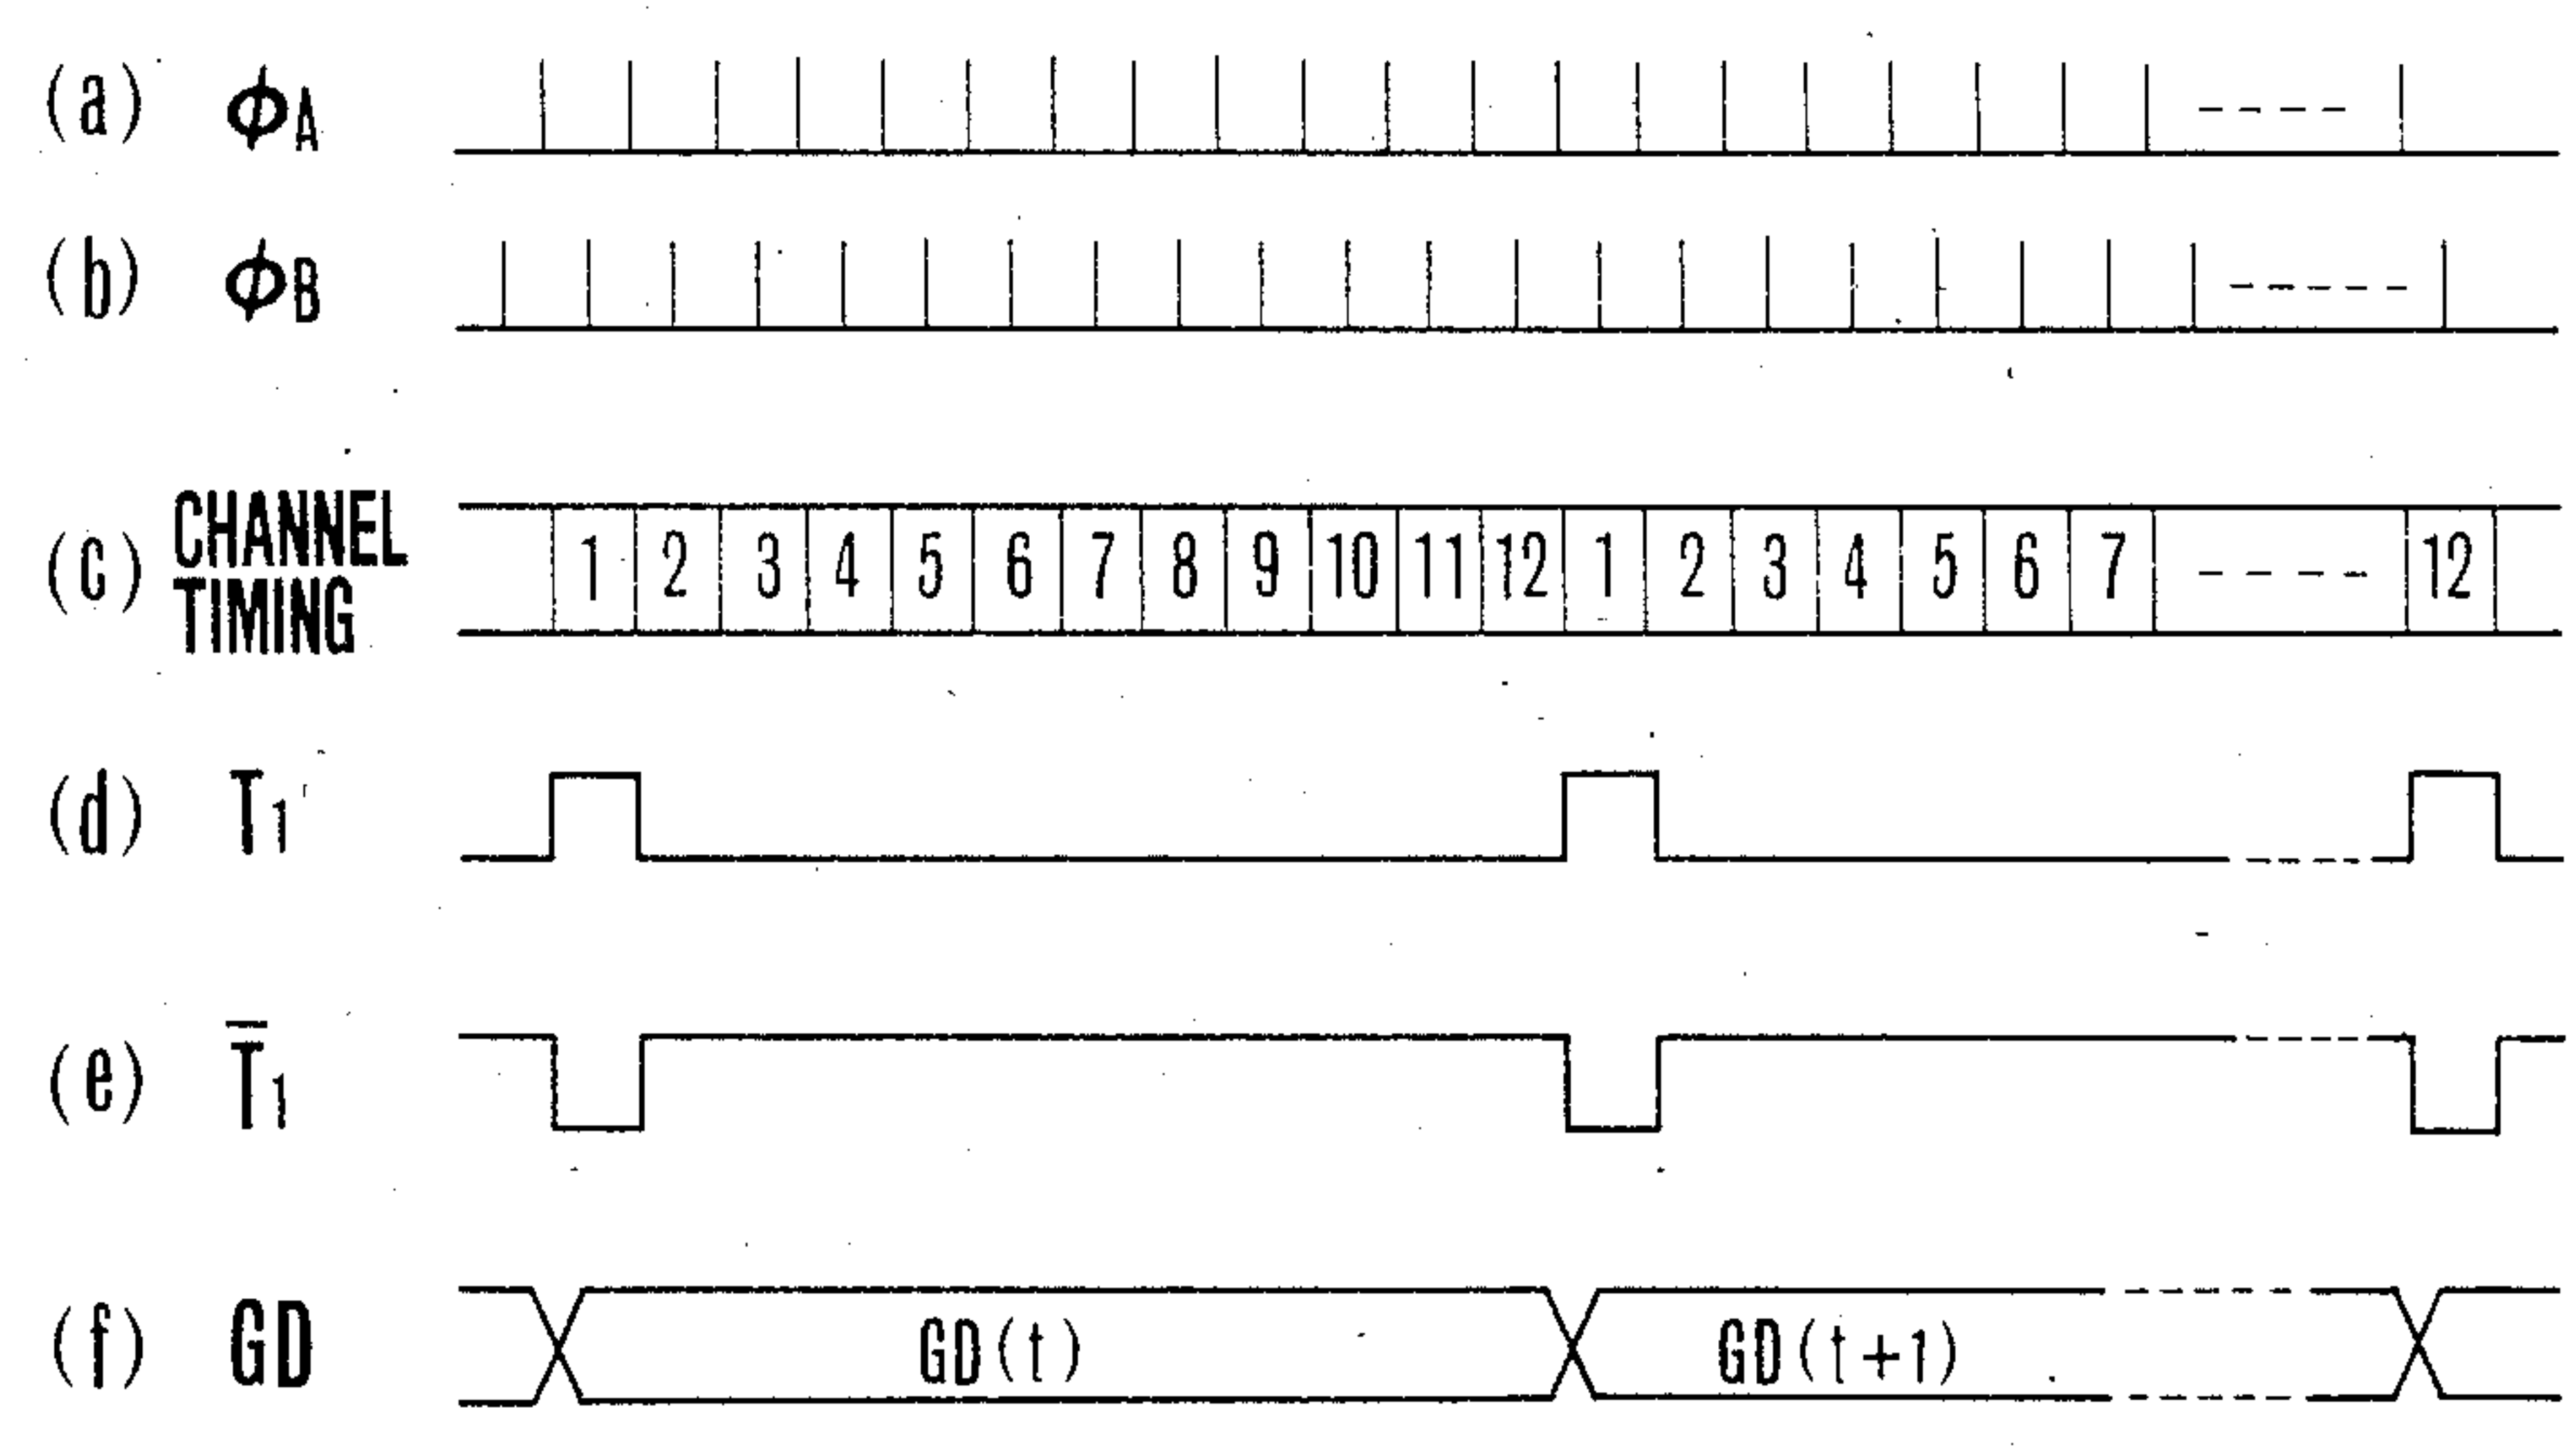 (a) ϕA
(b) ϕB
(c) CHANNEL TIMING 1 2 3 4 5 6 7 8 9 10 11 12 1 2 3 4 5 6 7 12
(d) T1
(e) T̅1
(f) GD GD(t) GD(t+1)